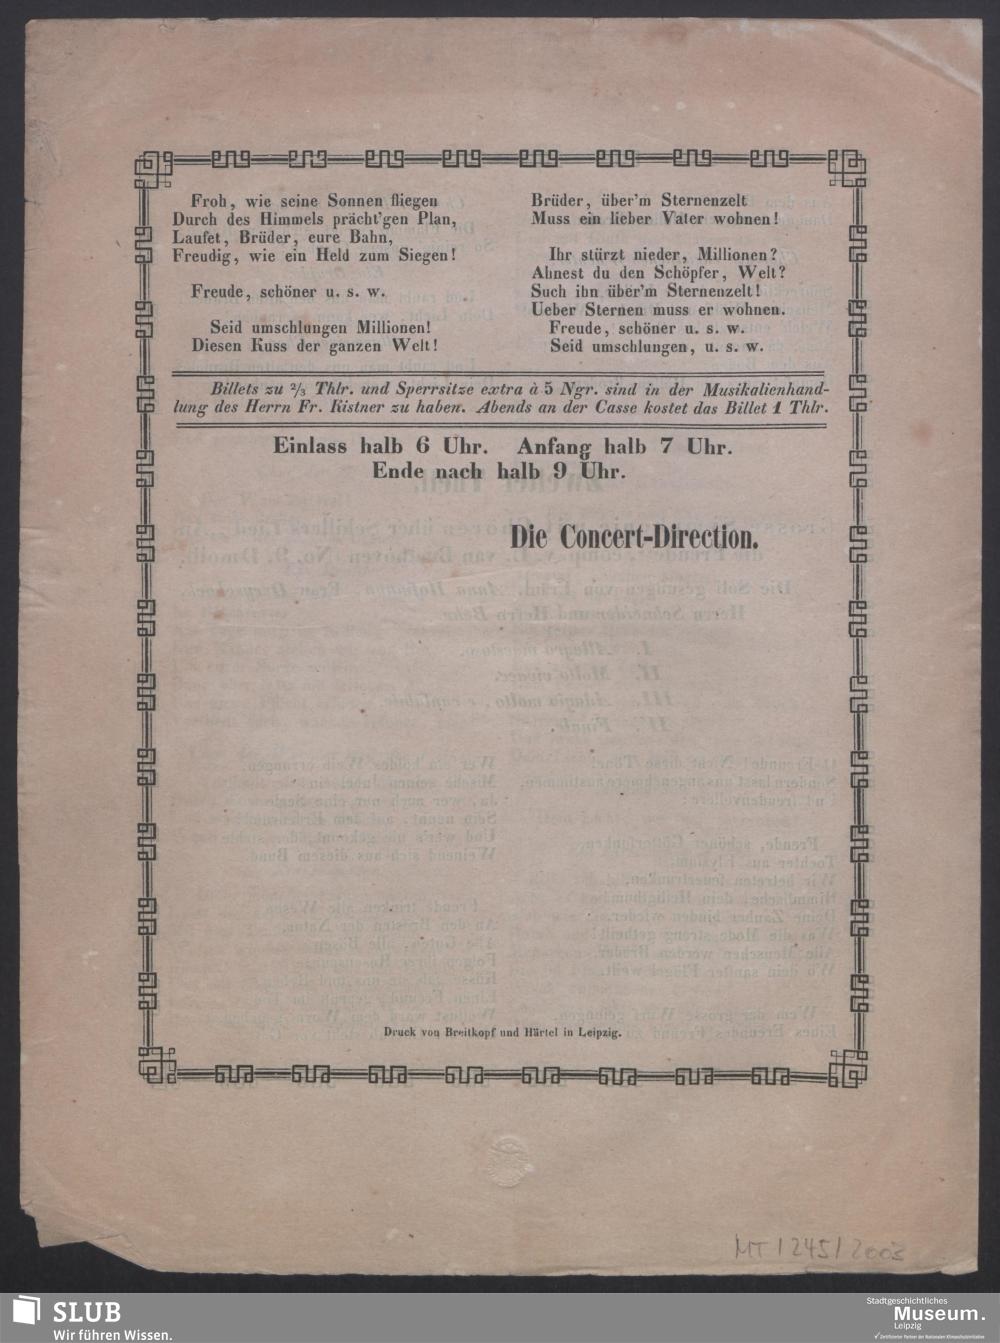 Froh, wie seine Sonnen fliegen
Durch des Himmels prächt'gen Plan,
Laufet, Brüder, eure Bahn,
Freudig, wie ein Held zum Siegen!
Freude, schöner u. s. w.
Seid umschlungen Millionen!
Diesen Kuss der ganzen Welt!
Brüder, über'm Sternenzelt
Muss ein lieber Vater wohnen!
Ihr stürzt nieder, Millionen?
Ahnest du den Schöpfer, Welt?
Such ihn über'm Sternenzelt!
Ueber Sternen muss er wohnen.
Freude, schöner u. s. w.
Seid umschlungen, u. s. w.
Billets zu 2/3 Thlr. und Sperrsitze extra à 5 Ngr. sind in der Musikalienhand-
lung des Herrn Fr. Kistner zu haben. Abends an der Casse kostet das Billet 1 Thlr.
Einlass halb 6 Uhr. Anfang halb 7 Uhr.
Ende nach halb 9 Uhr.
Die Concert-Direction.
Druck von Breitkopf und Härtel in Leipzig.
MT/245/2003
SLUB
Wir führen Wissen.
Stadtgeschichtliches
Museum.
Leipzig
Zertifizierter Partner der Nationalen Klimaschutzinitiative